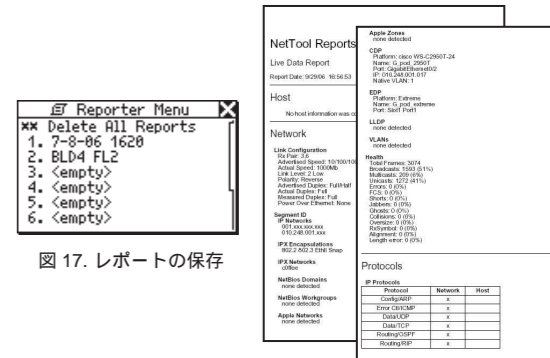 Reporter Menu
** Delete All Reports
1. 7-8-06 1620
2. BLD4 FL2
3. <empty>
4. <empty>
5. <empty>
6. <empty>
図 17. レポートの保存
NetTool Reports
Live Data Report
Report Date: 9/29/06 16:56:53
Host
No host information was co
Network
Link Configuration
Rx Pair: 3,6
Advertised Speed: 10/100/100
Actual Speed: 1000Mb
Link Level: 2 Low
Polarity: Reverse
Advertised Duplex: Full/Half
Actual Duplex: Full
Measured Duplex: Full
Power Over Ethernet: None
Segment ID
IP Networks
001.xxx.xxx.xxx
010.248.001.xxx
IPX Encapsulations
802.2 802.3 EthII Snap
IPX Networks
c0ffee
NetBios Domains
none detected
NetBios Workgroups
none detected
Apple Networks
none detected
Apple Zones
none detected
CDP
Platform: cisco WS-C2950T-24
Name: G_pod_2950T
Port: GigabitEthernet0/2
IP: 010.248.001.017
Native VLAN: 1
EDP
Platform: Extreme
Name: G_pod_extreme
Port: Slot1 Port1
LLDP
none detected
VLANs
none detected
Health
Total Frames: 3074
Broadcasts: 1593 (51%)
Multicasts: 209 (6%)
Unicasts: 1272 (41%)
Errors: 0 (0%)
FCS: 0 (0%)
Shorts: 0 (0%)
Jabbers: 0 (0%)
Ghosts: 0 (0%)
Collisions: 0 (0%)
Oversize: 0 (0%)
RxSymbol: 0 (0%)
Alignment: 0 (0%)
Length error: 0 (0%)
Protocols
IP Protocols
Protocol Network Host
Config/ARP x
Error Ctl/ICMP x
Data/UDP x
Data/TCP x
Routing/OSPF x
Routing/RIP x